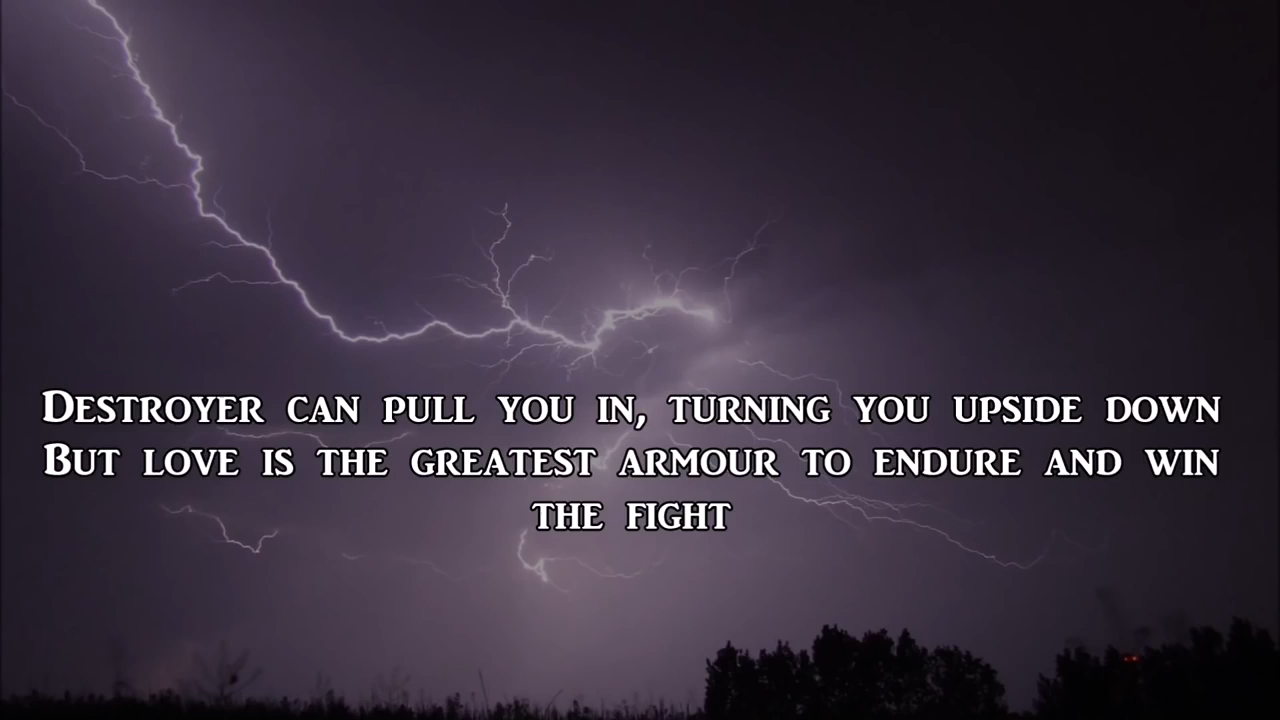 Destroyer can pull you in, turning you upside down
But love is the greatest armour to endure and win
the fight